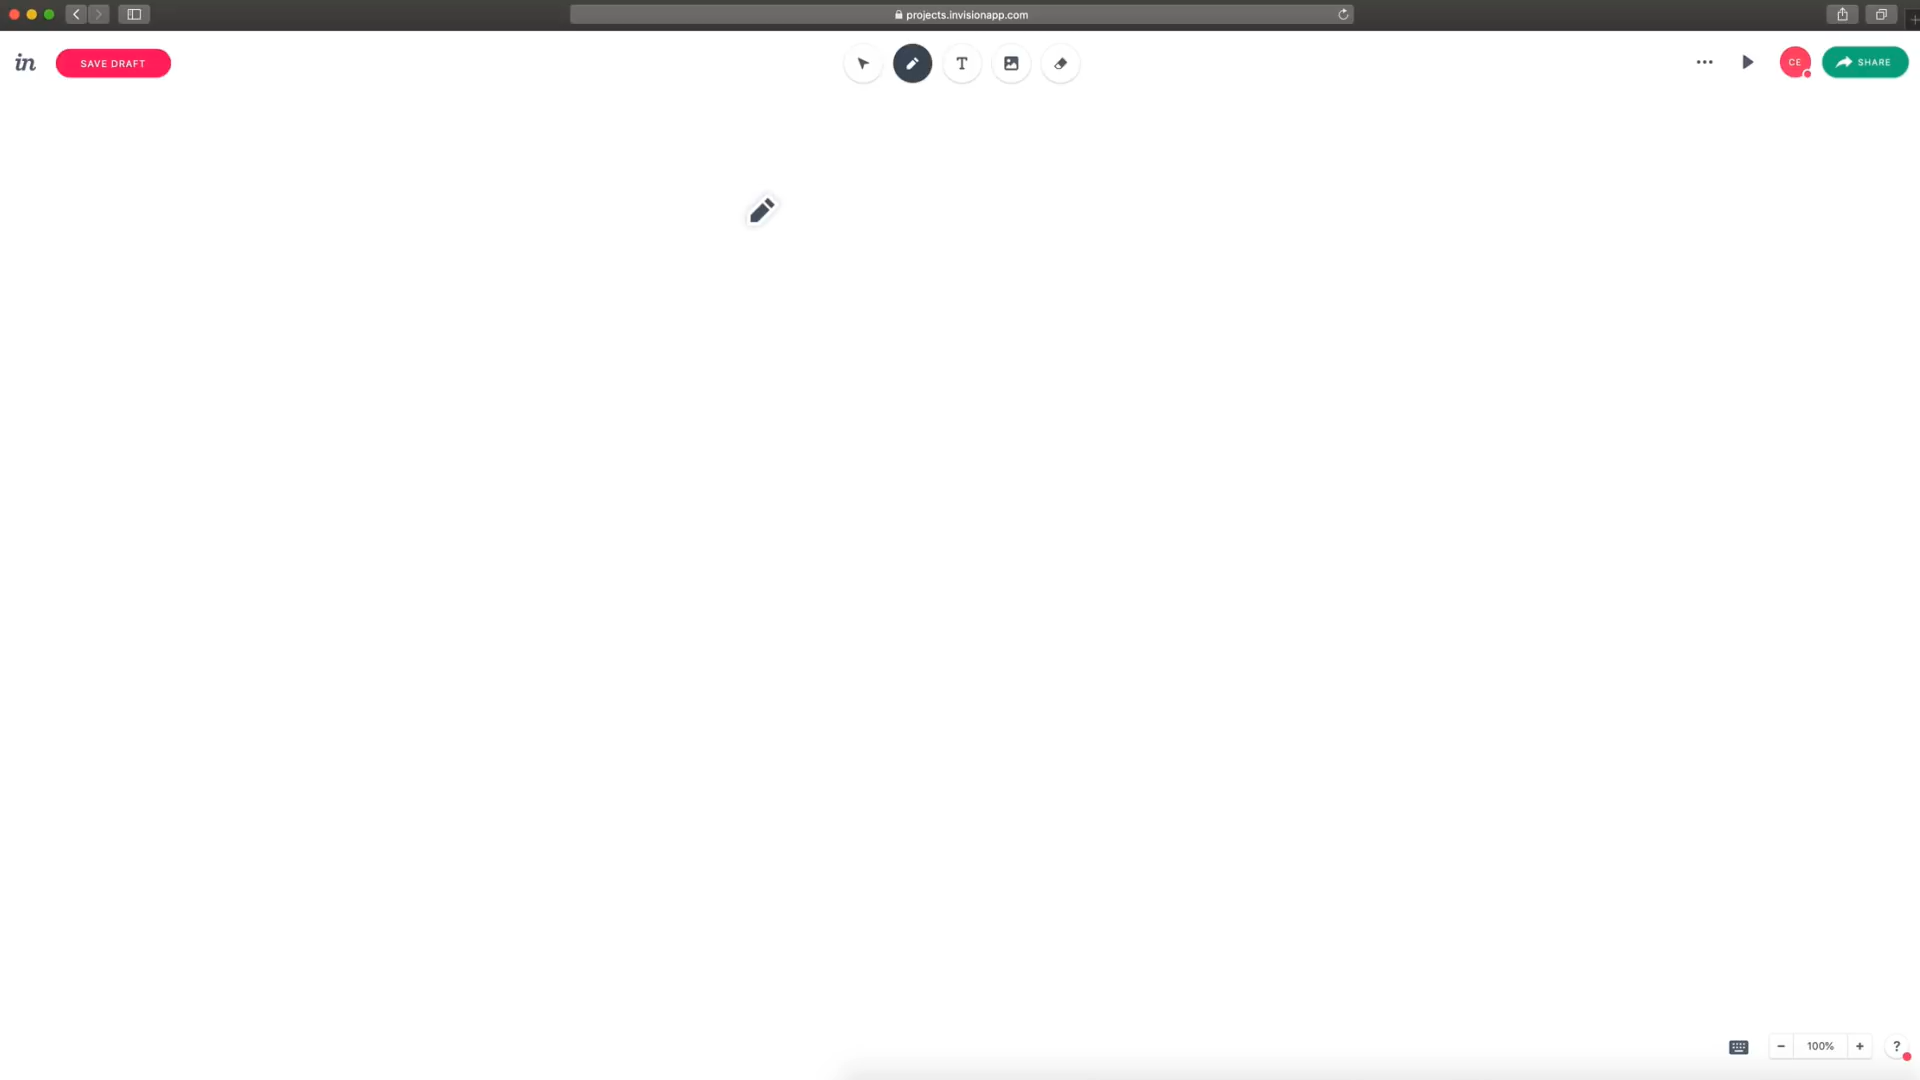 projects.invisionapp.com
in
SAVE DRAFT
T
CE
SHARE
100%
?